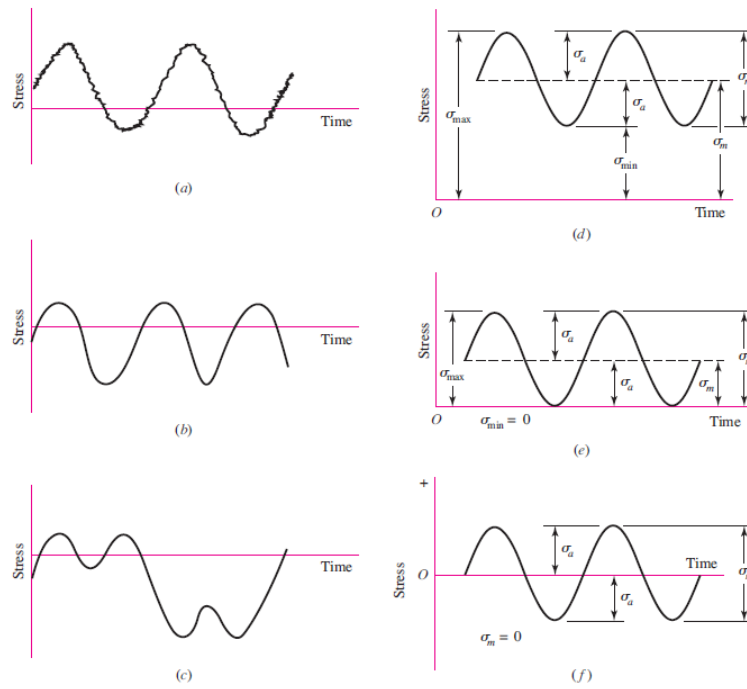 Stress
Time
(a)
Stress
Time
(b)
Stress
Time
(c)
Stress
σmax
σa
σa
σmin
σm
O
Time
(d)
Stress
σmax
σa
σa
σm
O
σmin = 0
Time
(e)
+
Stress
O
σa
σa
Time
σm = 0
(f)